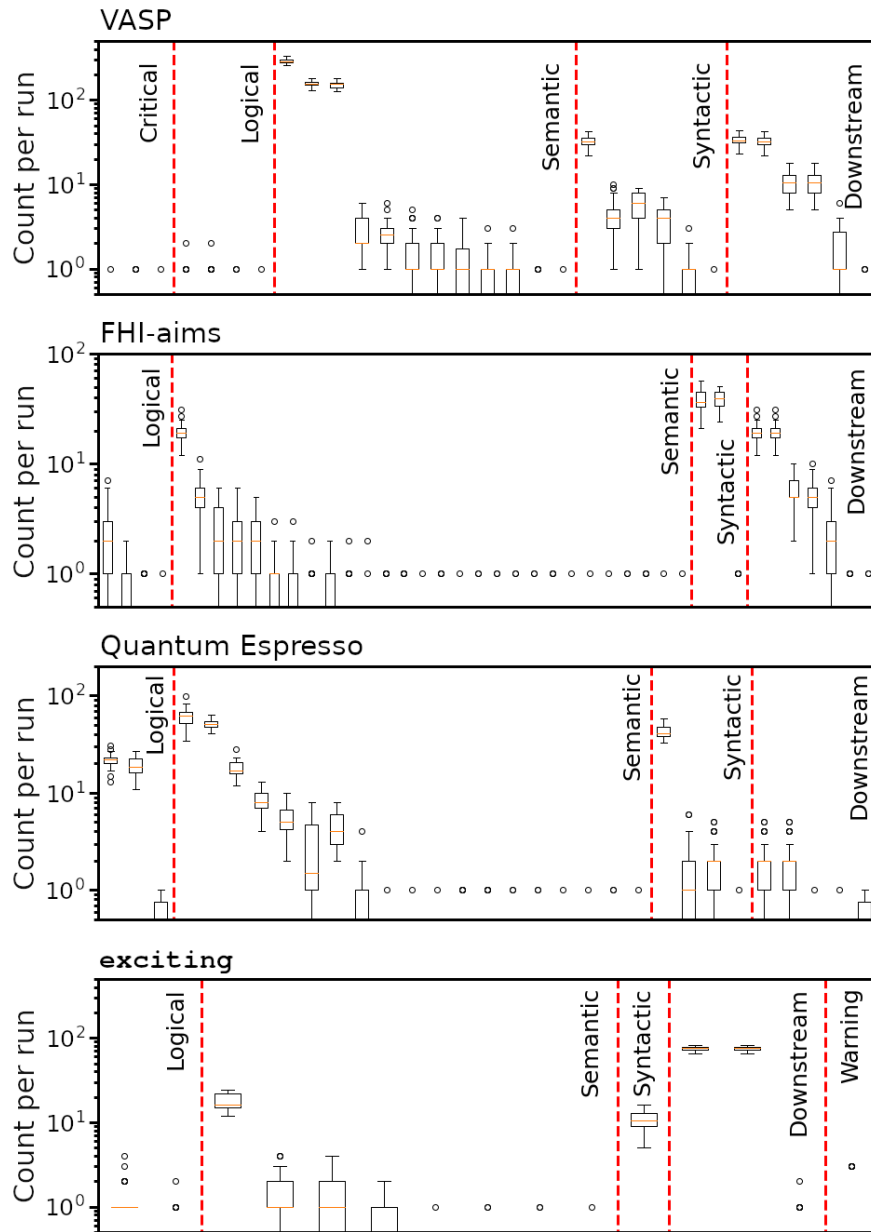 VASP
Count per run
10²
10¹
10⁰
Critical
Logical
Semantic
Syntactic
Downstream
FHI-aims
Count per run
10²
10¹
10⁰
Logical
Semantic
Syntactic
Downstream
Quantum Espresso
Count per run
10²
10¹
10⁰
Logical
Semantic
Syntactic
Downstream
exciting
Count per run
10²
10¹
10⁰
Logical
Semantic
Syntactic
Downstream
Warning